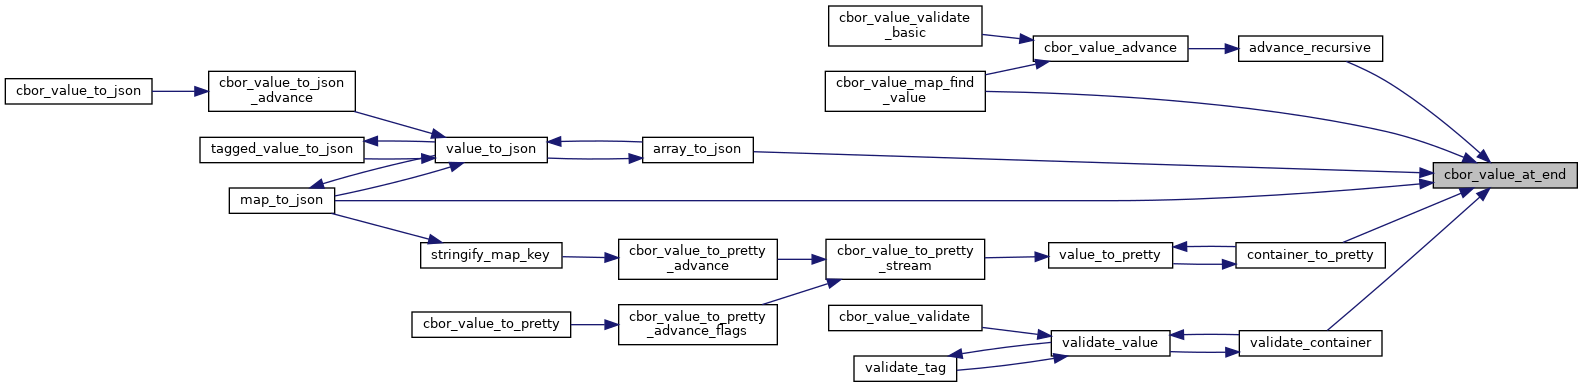 cbor_value_validate
_basic
cbor_value_advance
advance_recursive
cbor_value_to_json
cbor_value_to_json
_advance
cbor_value_map_find
_value
tagged_value_to_json
value_to_json
array_to_json
cbor_value_at_end
map_to_json
stringify_map_key
cbor_value_to_pretty
_advance
cbor_value_to_pretty
_stream
value_to_pretty
container_to_pretty
cbor_value_to_pretty
cbor_value_to_pretty
_advance_flags
cbor_value_validate
validate_value
validate_container
validate_tag